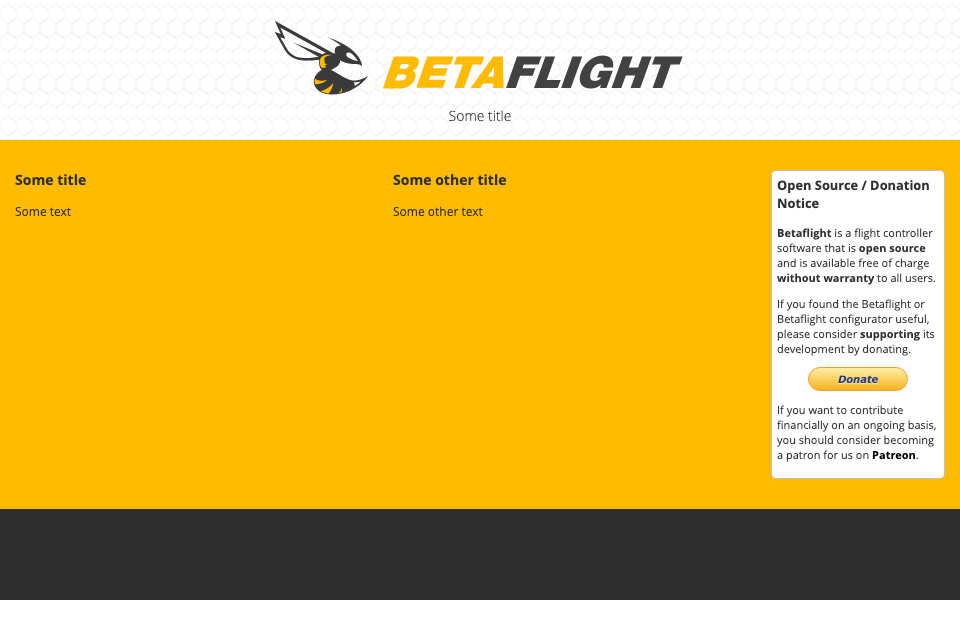 BETAFLIGHT
Some title
Some title
Some text
Some other title
Some other text
Open Source / Donation
Notice
Betaflight is a flight controller
software that is open source
and is available free of charge
without warranty to all users.
If you found the Betaflight or
Betaflight configurator useful,
please consider supporting its
development by donating.
Donate
If you want to contribute
financially on an ongoing basis,
you should consider becoming
a patron for us on Patreon.